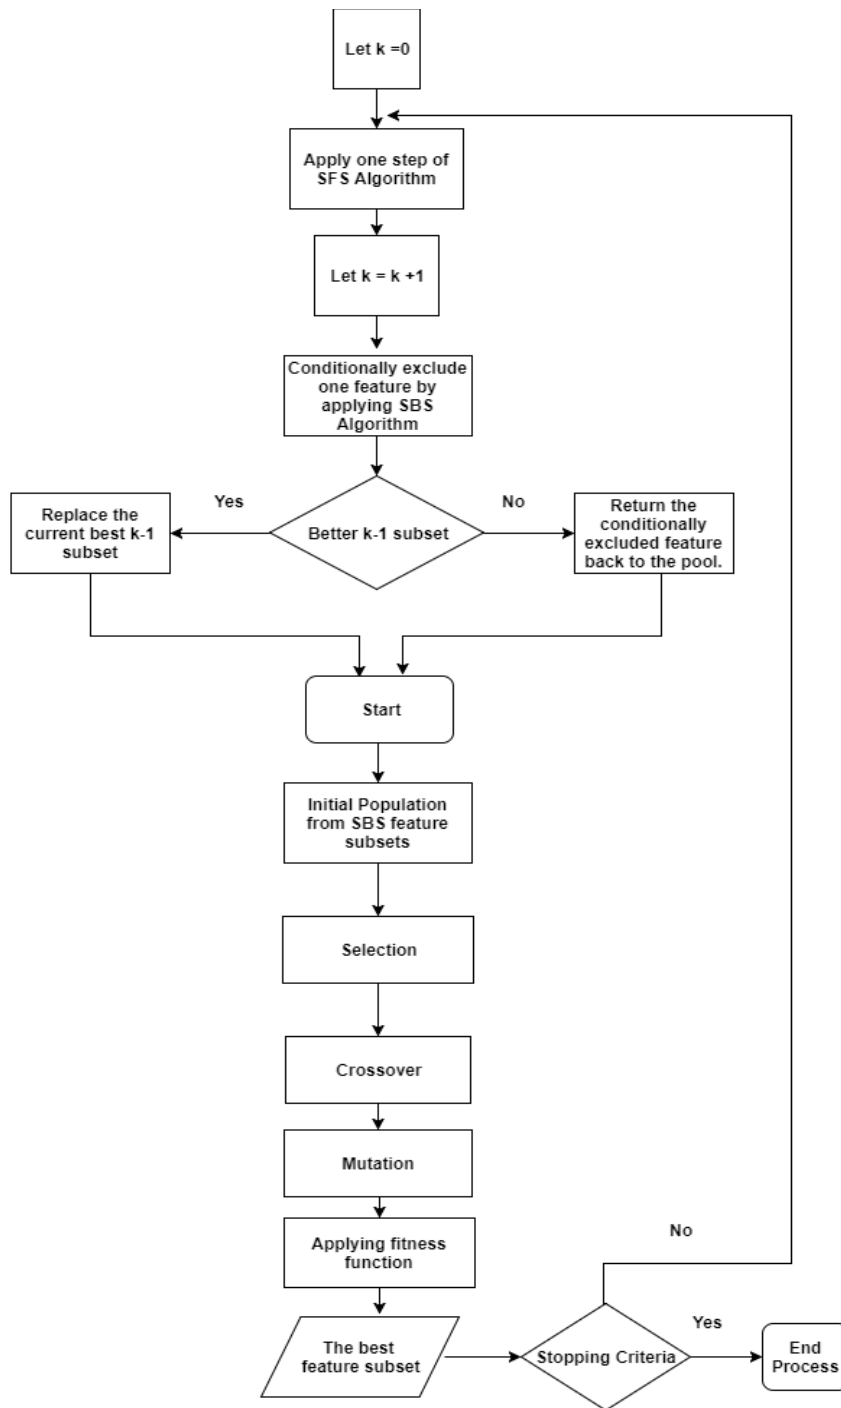 Let k =0
Apply one step of
SFS Algorithm
Let k = k +1
Conditionally exclude
one feature by
applying SBS
Algorithm
Yes
No
Replace the
current best k-1
subset
Better k-1 subset
Return the
conditionally
excluded feature
back to the pool.
Start
Initial Population
from SBS feature
subsets
Selection
Crossover
Mutation
Applying fitness
function
No
The best
feature subset
Stopping Criteria
Yes
End
Process